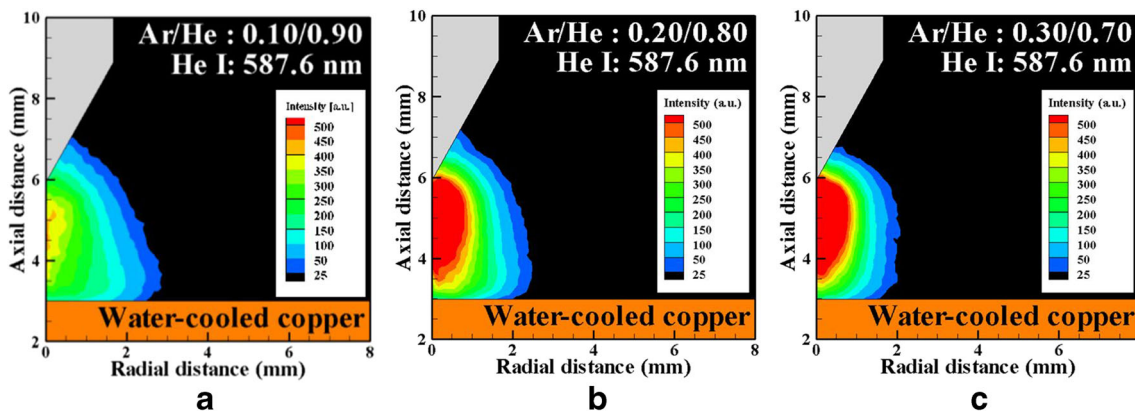 Ar/He : 0.10/0.90
He I: 587.6 nm
Intensity [a.u.]
500
450
400
350
300
250
200
150
100
50
25
10
8
6
4
2
Axial distance (mm)
Water-cooled copper
0 2 4 6 8
Radial distance (mm)
a
Ar/He : 0.20/0.80
He I: 587.6 nm
Intensity (a.u.)
500
450
400
350
300
250
200
150
100
50
25
10
8
6
4
2
Axial distance (mm)
Water-cooled copper
0 2 4 6 8
Radial distance (mm)
b
Ar/He : 0.30/0.70
He I: 587.6 nm
Intensity (a.u.)
500
450
400
350
300
250
200
150
100
50
25
10
8
6
4
2
Axial distance (mm)
Water-cooled copper
0 2 4 6 8
Radial distance (mm)
c